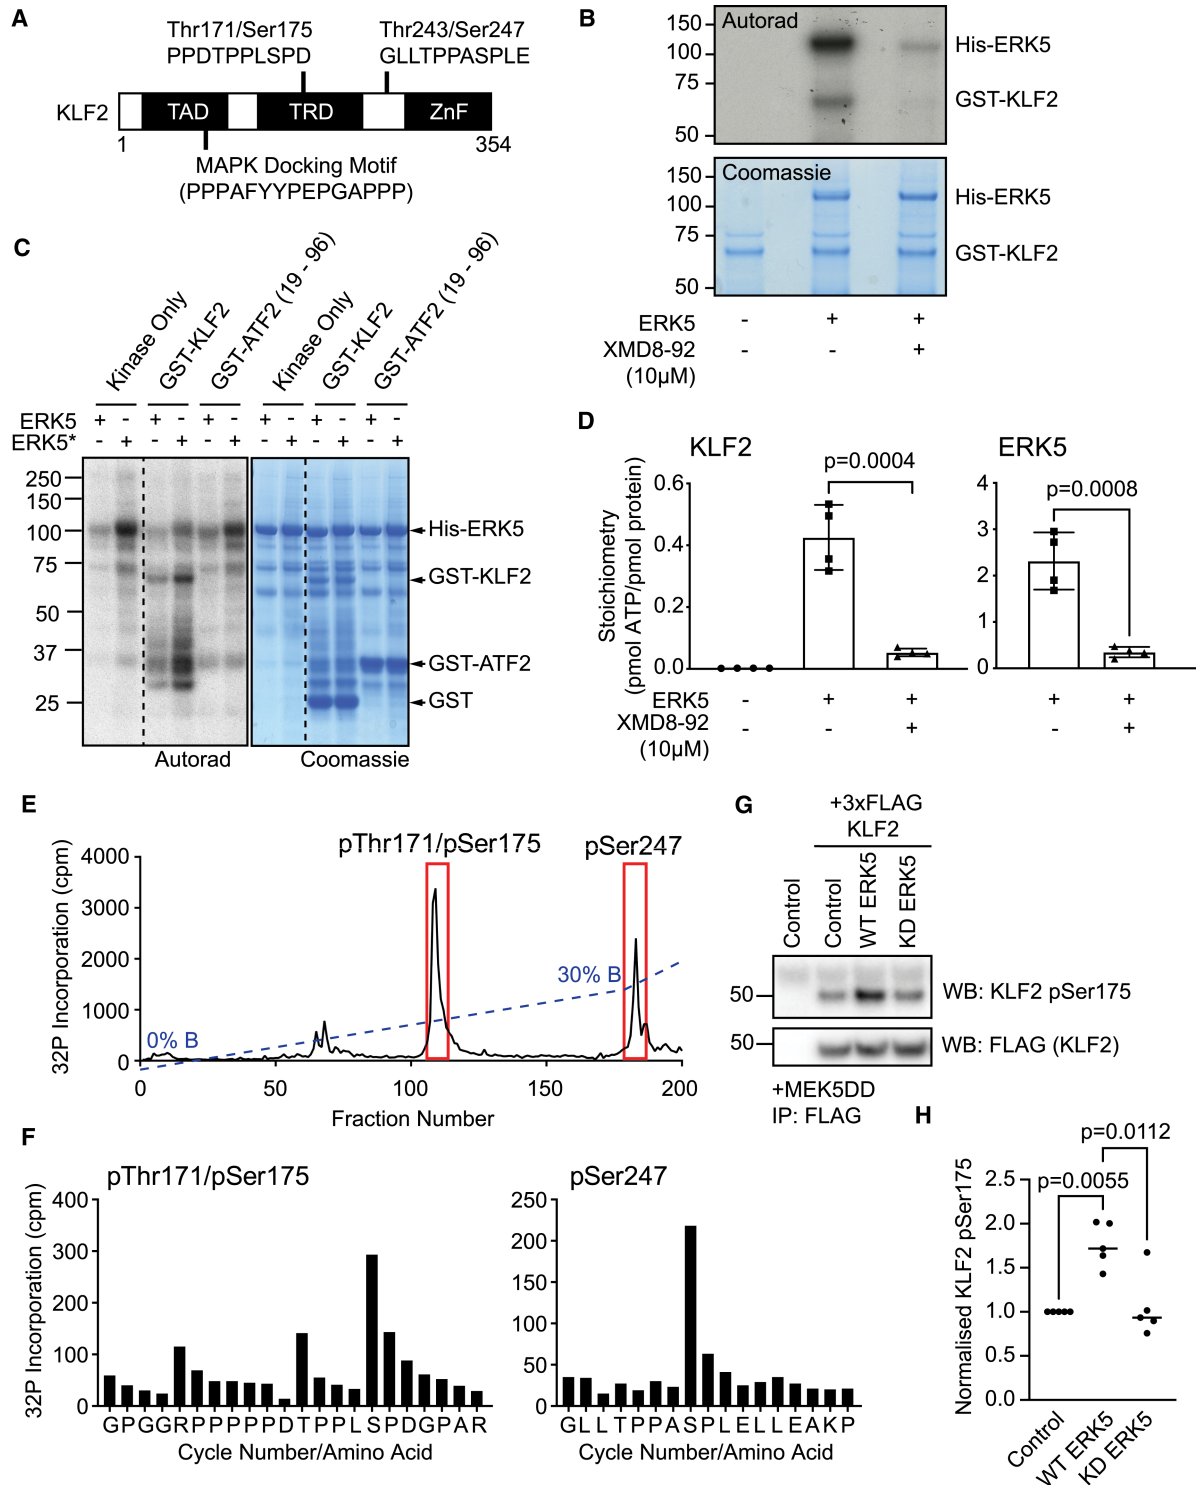 A
Thr171/Ser175
PPDTPPLSPD
Thr243/Ser247
GLLTPPASPLE
KLF2
TAD
TRD
ZnF
1
354
MAPK Docking Motif
(PPPAFYYPEPGAPPP)
B
150
100
75
50
Autorad
His-ERK5
GST-KLF2
150
100
75
50
Coomassie
His-ERK5
GST-KLF2
ERK5 - + +
XMD8-92 - - +
(10µM)
C
Kinase Only
GST-KLF2
GST-ATF2 (19 - 96)
Kinase Only
GST-KLF2
GST-ATF2 (19 - 96)
ERK5 + - + - + - + - + - + -
ERK5* - + - + - + - + - + - +
250
150
100
75
50
37
25
His-ERK5
GST-KLF2
GST-ATF2
GST
Autorad
Coomassie
D
KLF2
Stoichiometry
(pmol ATP/pmol protein)
0.6
0.4
0.2
0.0
p=0.0004
ERK5
4
3
2
1
0
p=0.0008
ERK5 - + + + +
XMD8-92 - - + - +
(10µM)
E
pThr171/pSer175
pSer247
32P Incorporation (cpm)
4000
3000
2000
1000
0
0% B
30% B
0 50 100 150 200
Fraction Number
F
pThr171/pSer175
32P Incorporation (cpm)
400
300
200
100
0
GPGGRPPPPPDTPPLSPDGPAR
Cycle Number/Amino Acid
pSer247
250
200
150
100
50
0
GLLTPPASPLELLEAKP
Cycle Number/Amino Acid
G
+3xFLAG
KLF2
Control
Control
WT ERK5
KD ERK5
50
WB: KLF2 pSer175
50
WB: FLAG (KLF2)
+MEK5DD
IP: FLAG
H
p=0.0112
p=0.0055
Normalised KLF2 pSer175
2.5
2.0
1.5
1.0
0.5
0.0
Control
WT ERK5
KD ERK5